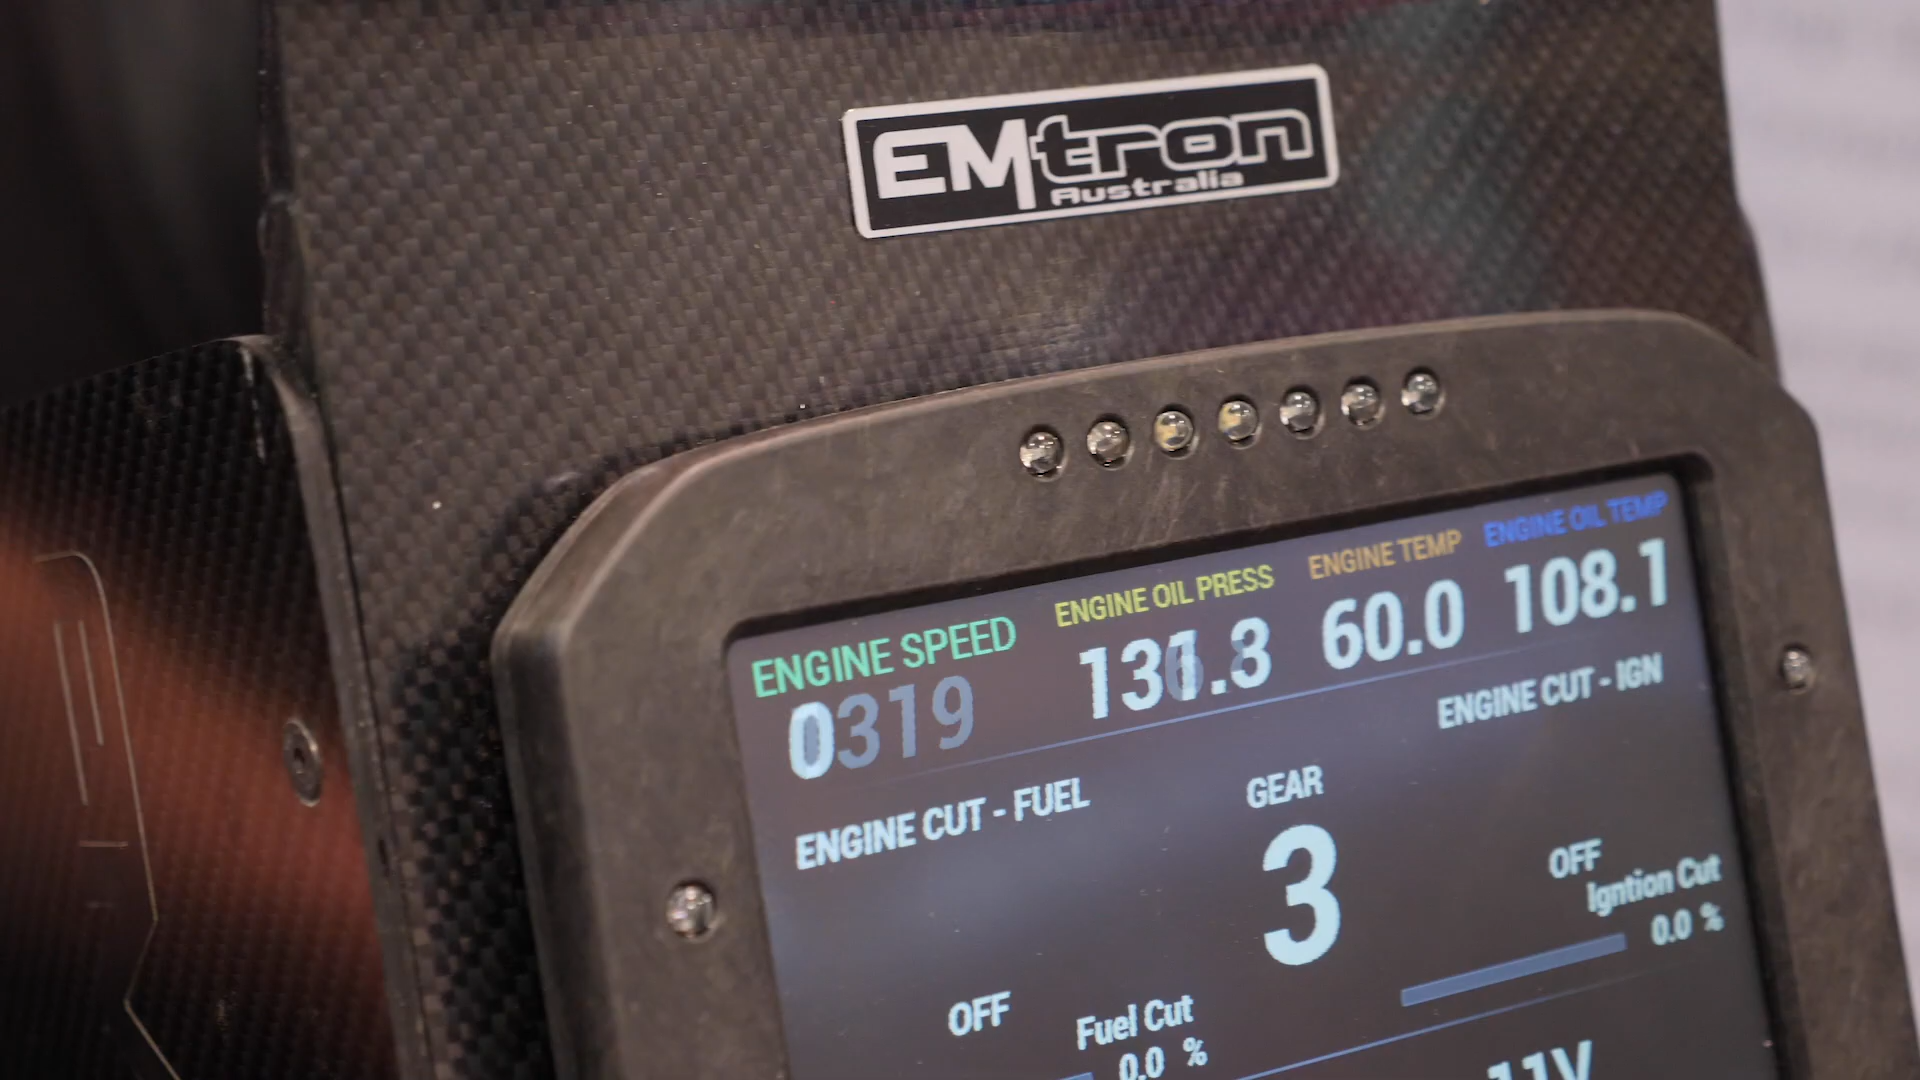 EMtron
Australia
ENGINE SPEED
ENGINE OIL PRESS
ENGINE TEMP
ENGINE OIL TEMP
60.0
108.1
ENGINE CUT - FUEL
GEAR
ENGINE CUT - IGN
3
OFF
Igntion Cut
0.0 %
OFF
Fuel Cut
0.0 %
11V